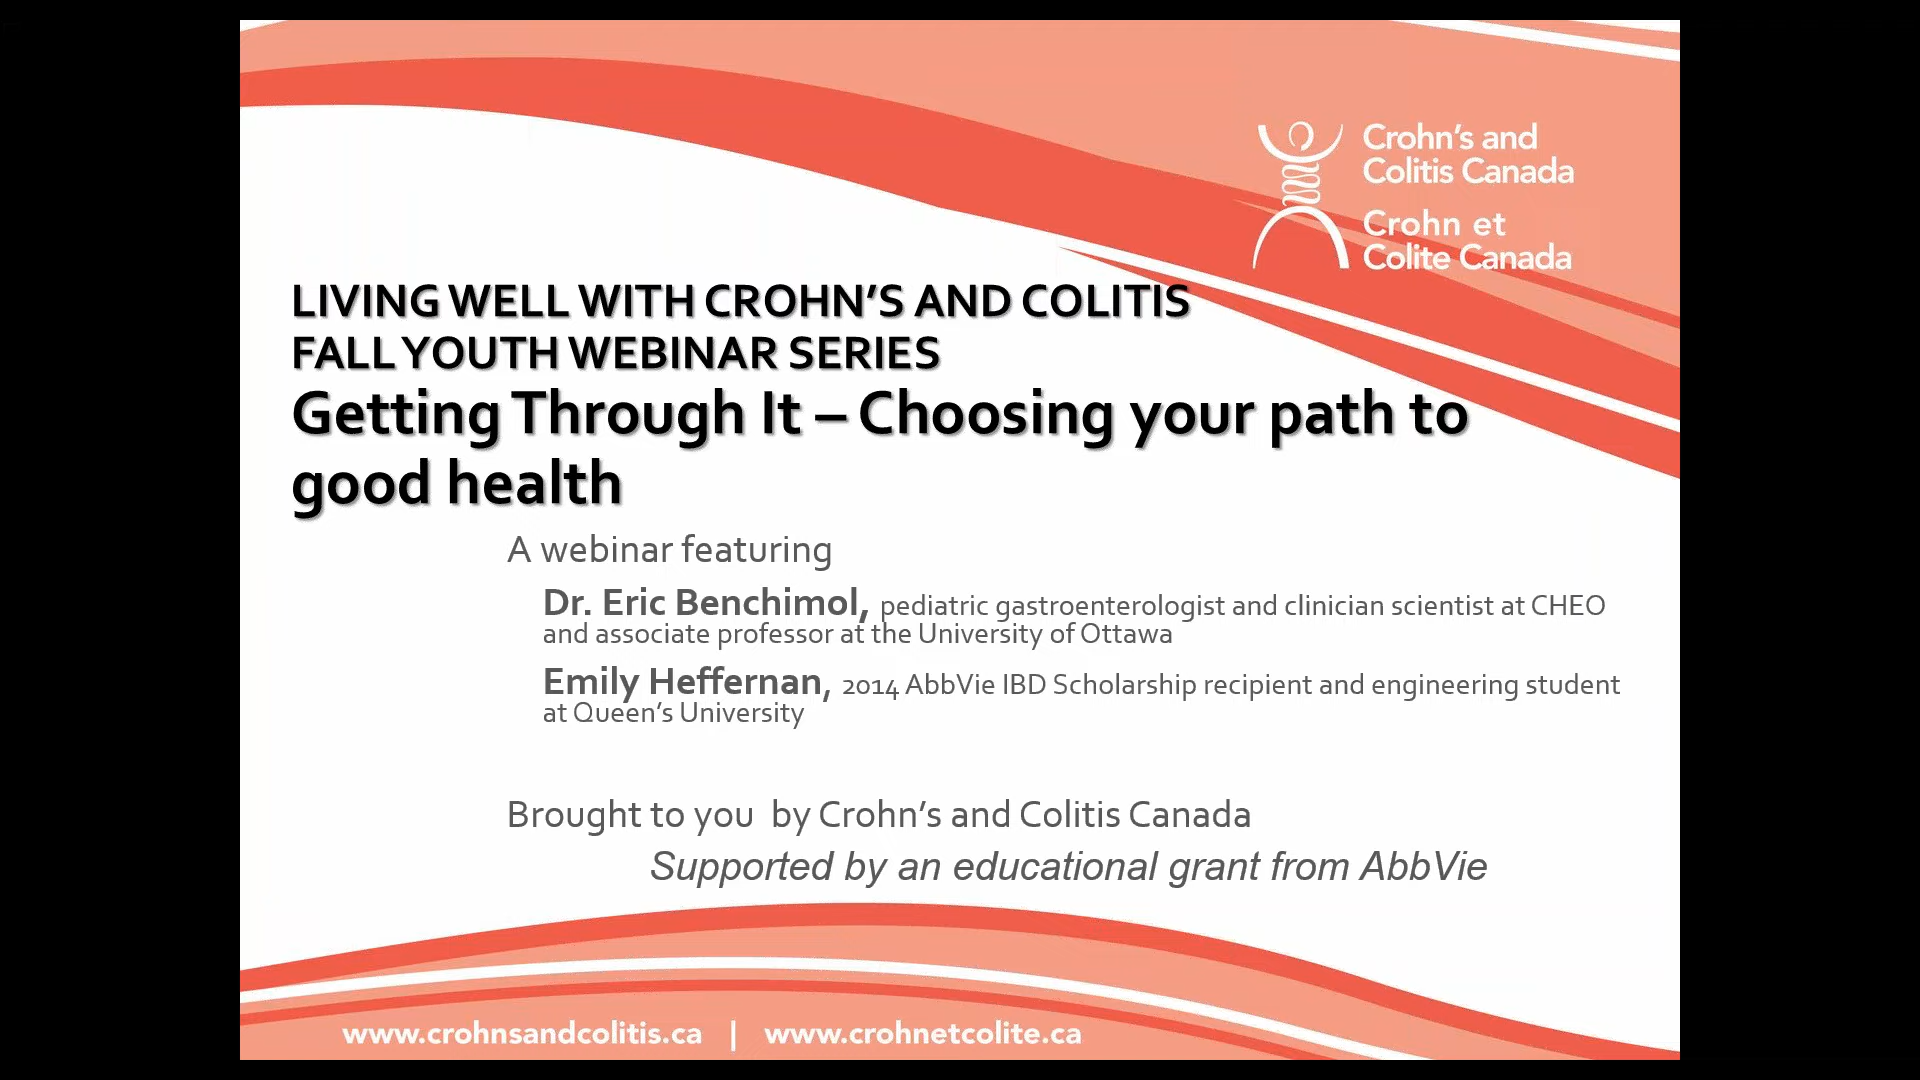 Crohn's and
Colitis Canada
Crohn et
Colite Canada
LIVING WELL WITH CROHN'S AND COLITIS
FALL YOUTH WEBINAR SERIES
Getting Through It – Choosing your path to
good health
A webinar featuring
Dr. Eric Benchimol, pediatric gastroenterologist and clinician scientist at CHEO
and associate professor at the University of Ottawa
Emily Heffernan, 2014 AbbVie IBD Scholarship recipient and engineering student
at Queen's University
Brought to you  by Crohn's and Colitis Canada
Supported by an educational grant from AbbVie
www.crohnsandcolitis.ca | www.crohnetcolite.ca